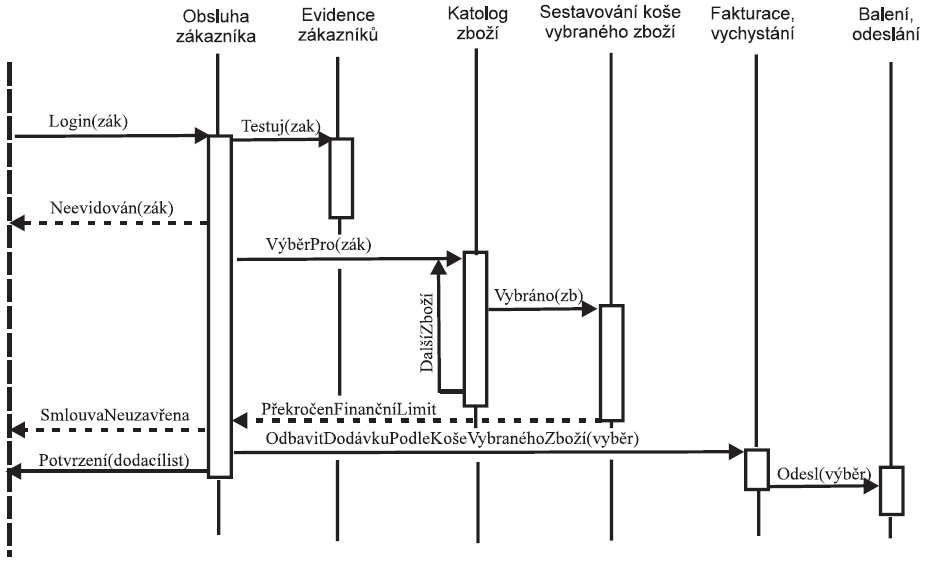 Obsluha
zákazníka
Evidence
zákazníků
Katolog
zboží
Sestavování koše
vybraného zboží
Fakturace,
vychystání
Balení,
odeslání
Login(zák)
Testuj(zak)
Neevidován(zák)
VýběrPro(zák)
Vybráno(zb)
DalšíZboží
PřekročenFinančníLimit
SmlouvaNeuzavřena
OdbavitDodávkuPodleKošeVybranéhoZboží(vyběr)
Potvrzení(dodacílist)
Odesl(výběr)